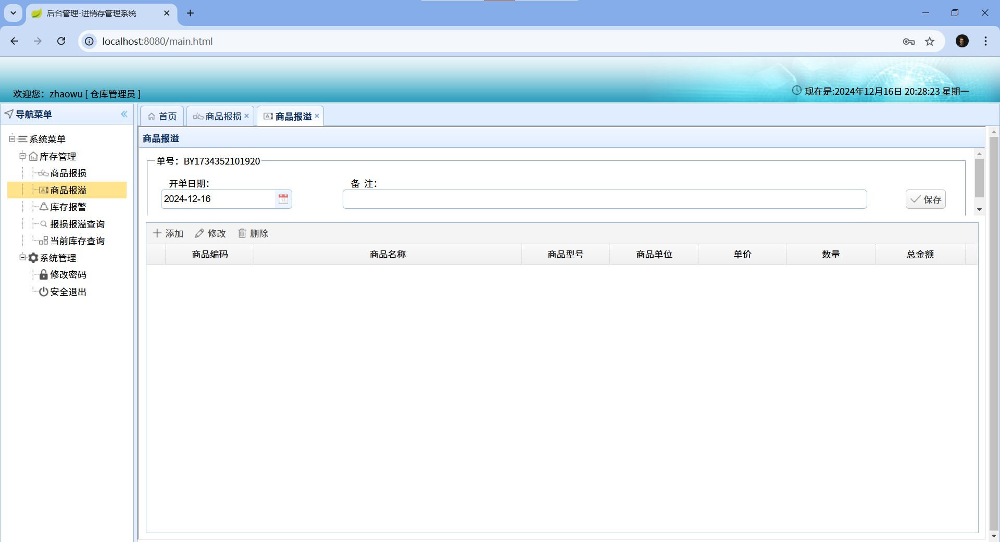 后台管理-进销存管理系统
localhost:8080/main.html
欢迎您：zhaowu [ 仓库管理员 ]
现在是:2024年12月16日 20:28:23 星期一
导航菜单
首页
商品报损
商品报溢
系统菜单
库存管理
商品报损
商品报溢
库存报警
报损报溢查询
当前库存查询
系统管理
修改密码
安全退出
商品报溢
单号：BY1734352101920
开单日期：
备 注：
2024-12-16
保存
添加 修改 删除
商品编码 商品名称 商品型号 商品单位 单价 数量 总金额